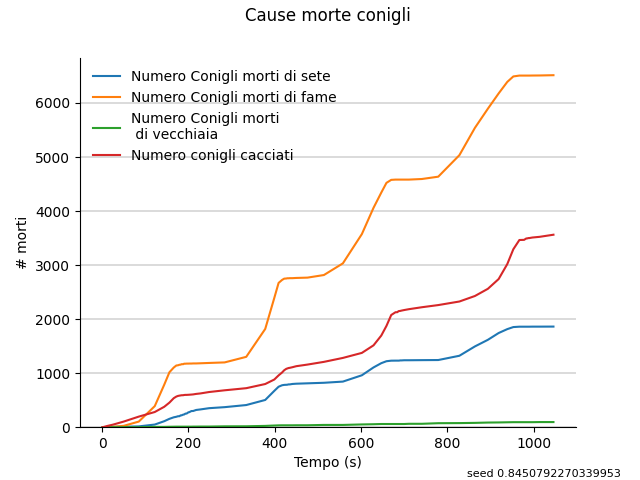 Cause morte conigli
Numero Conigli morti di sete
Numero Conigli morti di fame
Numero Conigli morti
di vecchiaia
Numero conigli cacciati
# morti
6000
5000
4000
3000
2000
1000
0
0 200 400 600 800 1000
Tempo (s)
seed 0.8450792270339953